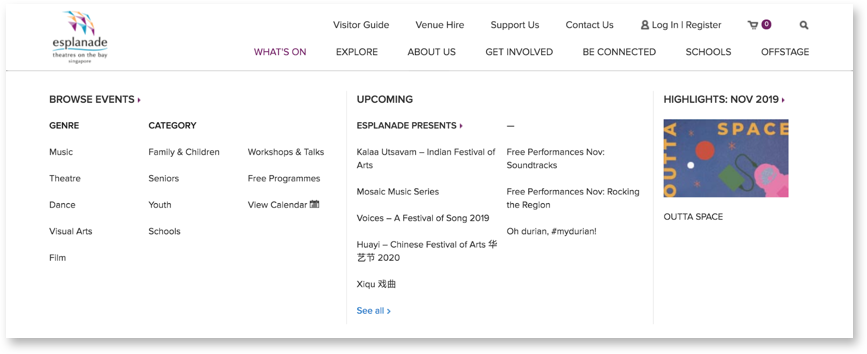 esplanade
theatres on the bay
singapore
Visitor Guide
Venue Hire
Support Us
Contact Us
Log In | Register
0
WHAT'S ON
EXPLORE
ABOUT US
GET INVOLVED
BE CONNECTED
SCHOOLS
OFFSTAGE
BROWSE EVENTS
GENRE
Music
Theatre
Dance
Visual Arts
Film
CATEGORY
Family & Children
Seniors
Youth
Schools
Workshops & Talks
Free Programmes
View Calendar
UPCOMING
ESPLANADE PRESENTS
Kalaa Utsavam – Indian Festival of
Arts
Mosaic Music Series
Voices – A Festival of Song 2019
Huayi – Chinese Festival of Arts 华
艺节 2020
Xiqu 戏曲
See all
—
Free Performances Nov:
Soundtracks
Free Performances Nov: Rocking
the Region
Oh durian, #mydurian!
HIGHLIGHTS: NOV 2019
OUTTA
SPACE
OUTTA SPACE